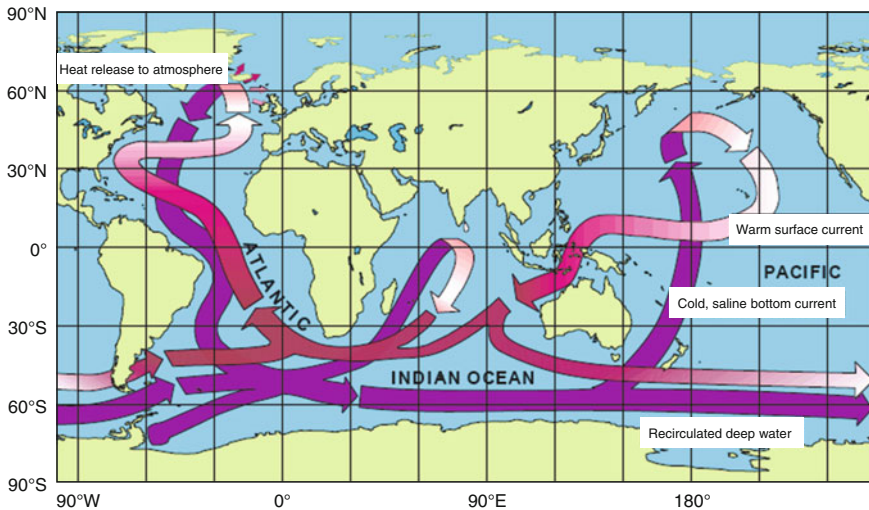 90°N
Heat release to atmosphere
60°N
30°N
Warm surface current
0°
ATLANTIC
PACIFIC
Cold, saline bottom current
30°S
INDIAN OCEAN
60°S
Recirculated deep water
90°S
90°W 0° 90°E 180°